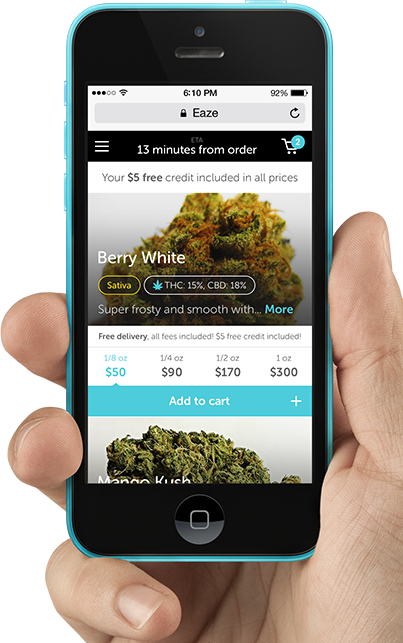 6:10 PM 92%
Eaze
ETA
13 minutes from order 2
Your $5 free credit included in all prices
Berry White
Sativa THC: 15%, CBD: 18%
Super frosty and smooth with... More
Free delivery, all fees included! $5 free credit included!
1/8 oz 1/4 oz 1/2 oz 1 oz
$50 $90 $170 $300
Add to cart +
Mango Kush